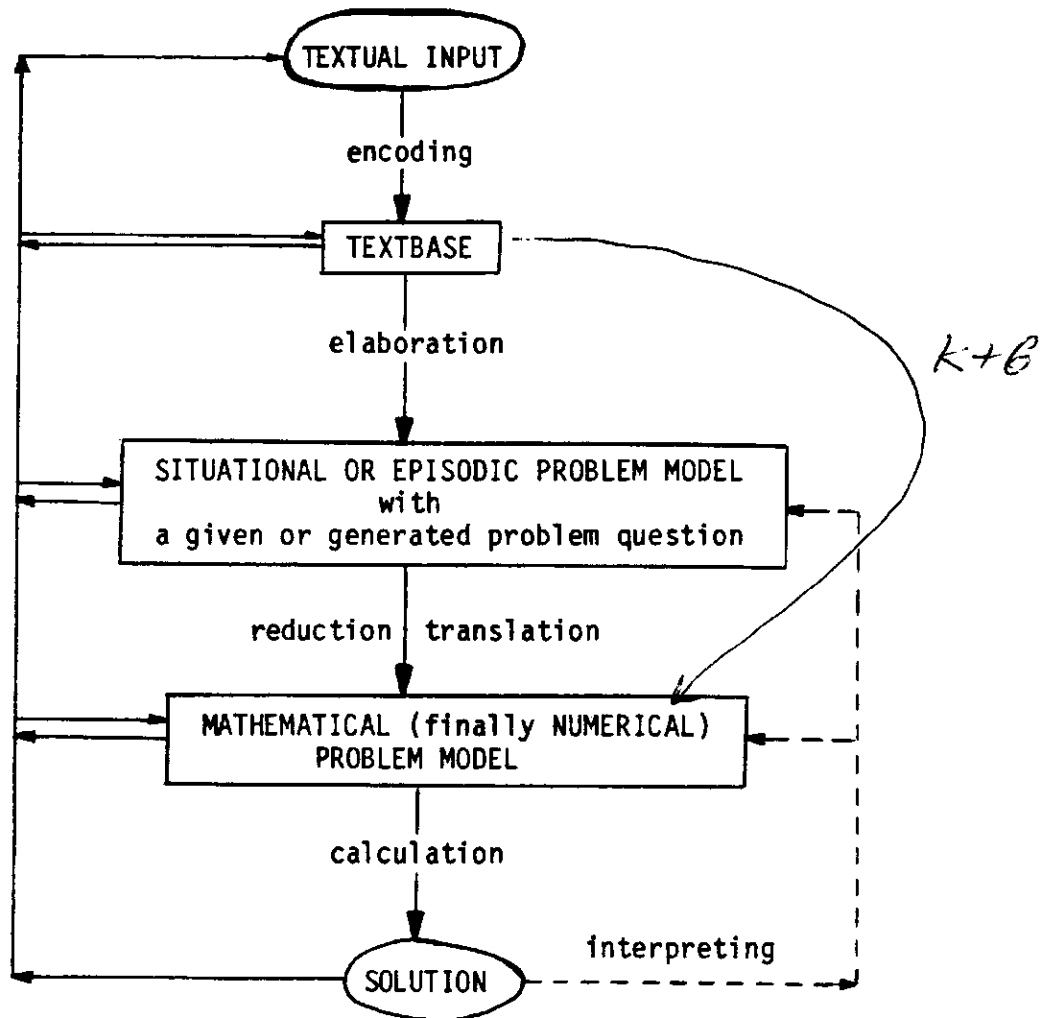 TEXTUAL INPUT
encoding
TEXTBASE
elaboration
K+G
SITUATIONAL OR EPISODIC PROBLEM MODEL
with
a given or generated problem question
reduction translation
MATHEMATICAL (finally NUMERICAL)
PROBLEM MODEL
calculation
interpreting
SOLUTION